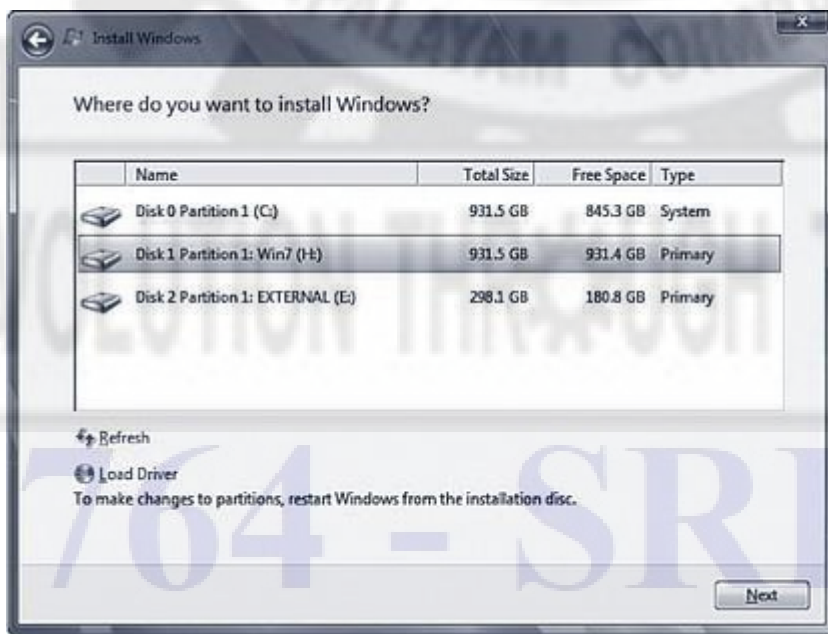 Install Windows
Where do you want to install Windows?
Name Total Size Free Space Type
Disk 0 Partition 1 (C:) 931.5 GB 845.3 GB System
Disk 1 Partition 1: Win7 (H:) 931.5 GB 931.4 GB Primary
Disk 2 Partition 1: EXTERNAL (E:) 298.1 GB 180.8 GB Primary
Refresh
Load Driver
To make changes to partitions, restart Windows from the installation disc.
764 - SRI
Next